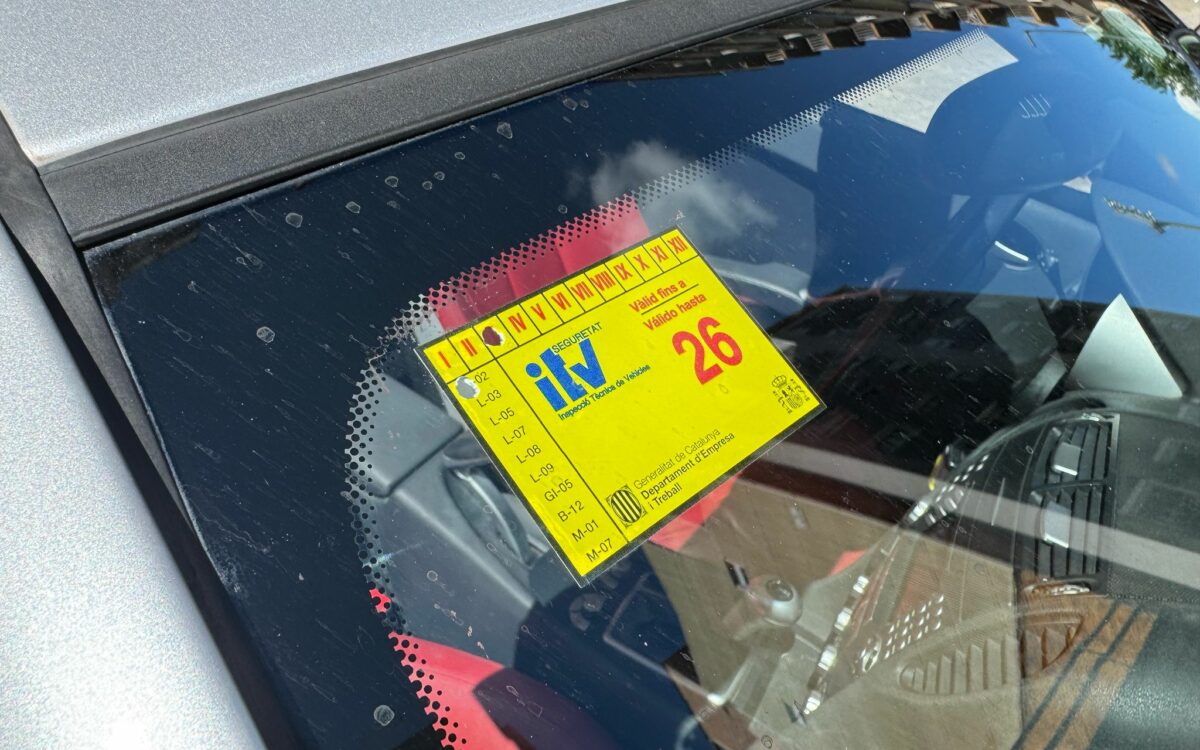 I II IV V VI VII VIII IX X XI XII
SEGURETAT
itv
Inspecció Tècnica de Vehicles
Vàlid fins a
Válido hasta
26
02
L-03
L-05
L-07
L-08
L-09
GI-05
B-12
M-01
M-07
Generalitat de Catalunya
Departament d'Empresa
i Treball